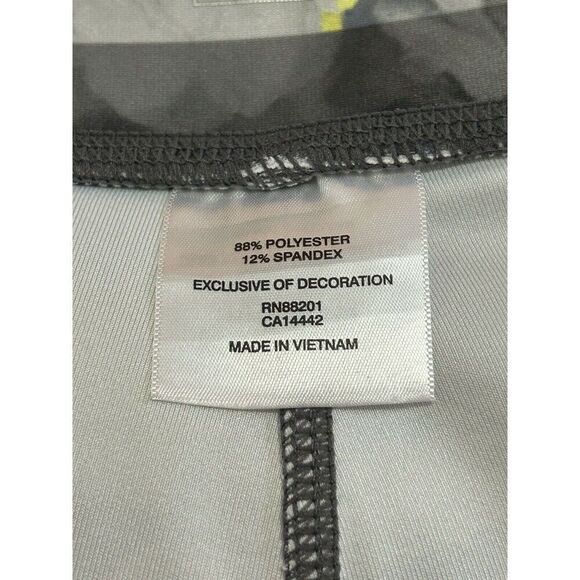 88% POLYESTER
12% SPANDEX
EXCLUSIVE OF DECORATION
RN88201
CA14442
MADE IN VIETNAM